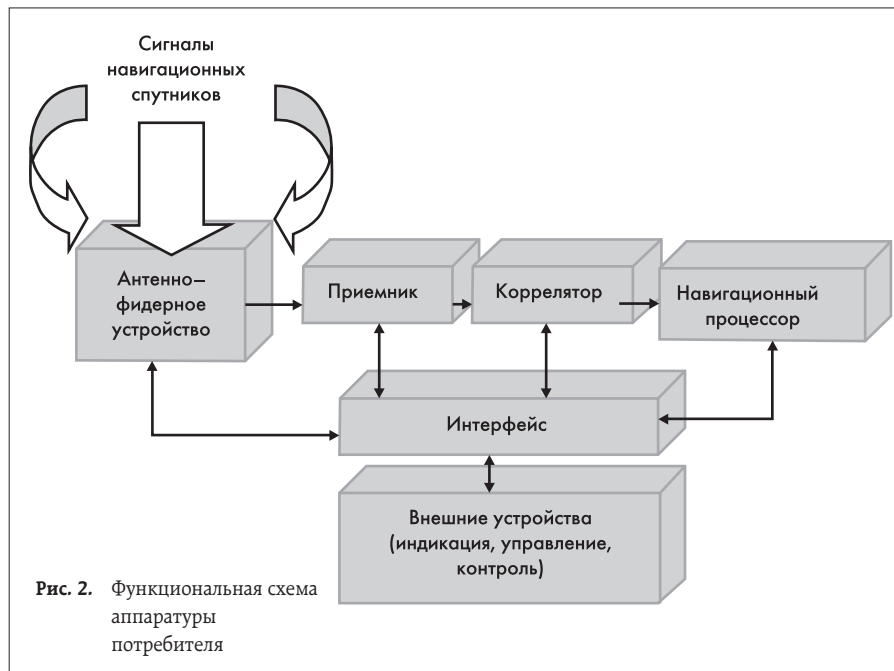 Сигналы
навигационных
спутников
Антенно–
фидерное
устройство
Приемник
Коррелятор
Навигационный
процессор
Интерфейс
Внешние устройства
(индикация, управление,
контроль)
Рис. 2. Функциональная схема
аппаратуры
потребителя